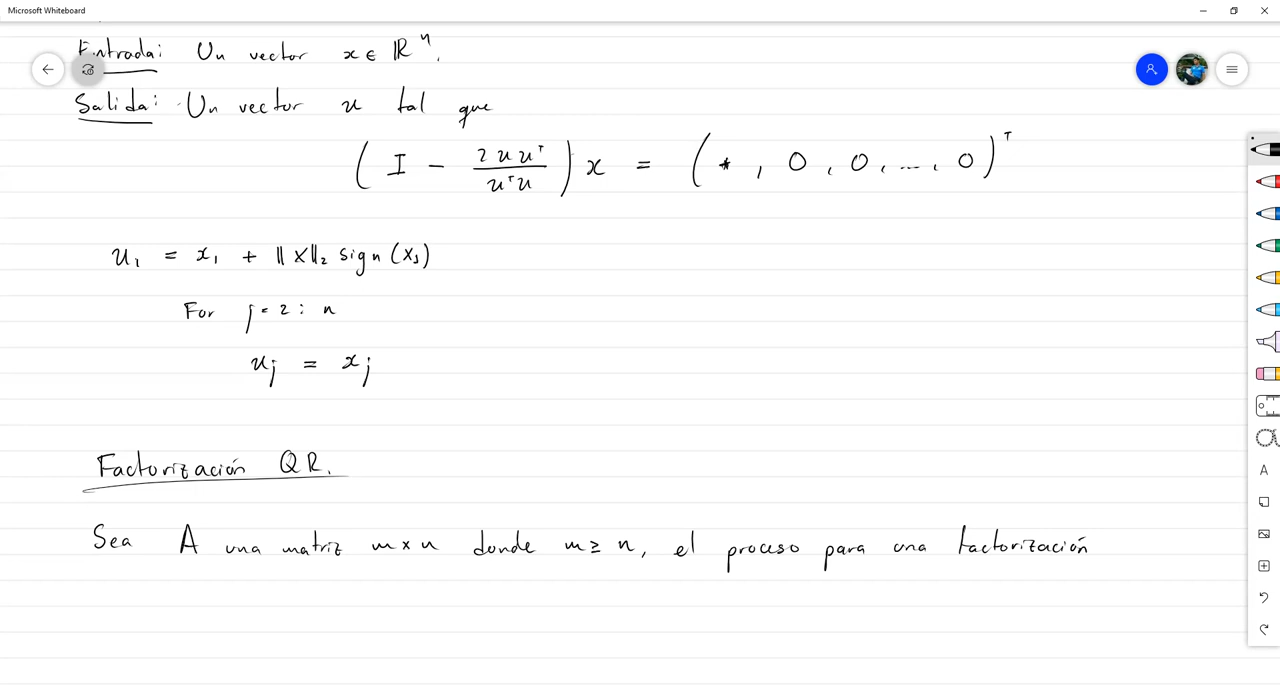 Microsoft Whiteboard
Entrada: Un vector x ∈ ℝⁿ.
Salida: Un vector u tal que
(I - 2uuᵀ/uᵀu) x = (*, 0, 0, ..., 0)ᵀ
u₁ = x₁ + ||x||₂ sign(x₁)
For j = 2 : n
uⱼ = xⱼ
Factorización QR.
Sea A una matriz m×n donde m ≥ n, el proceso para una factorización
A